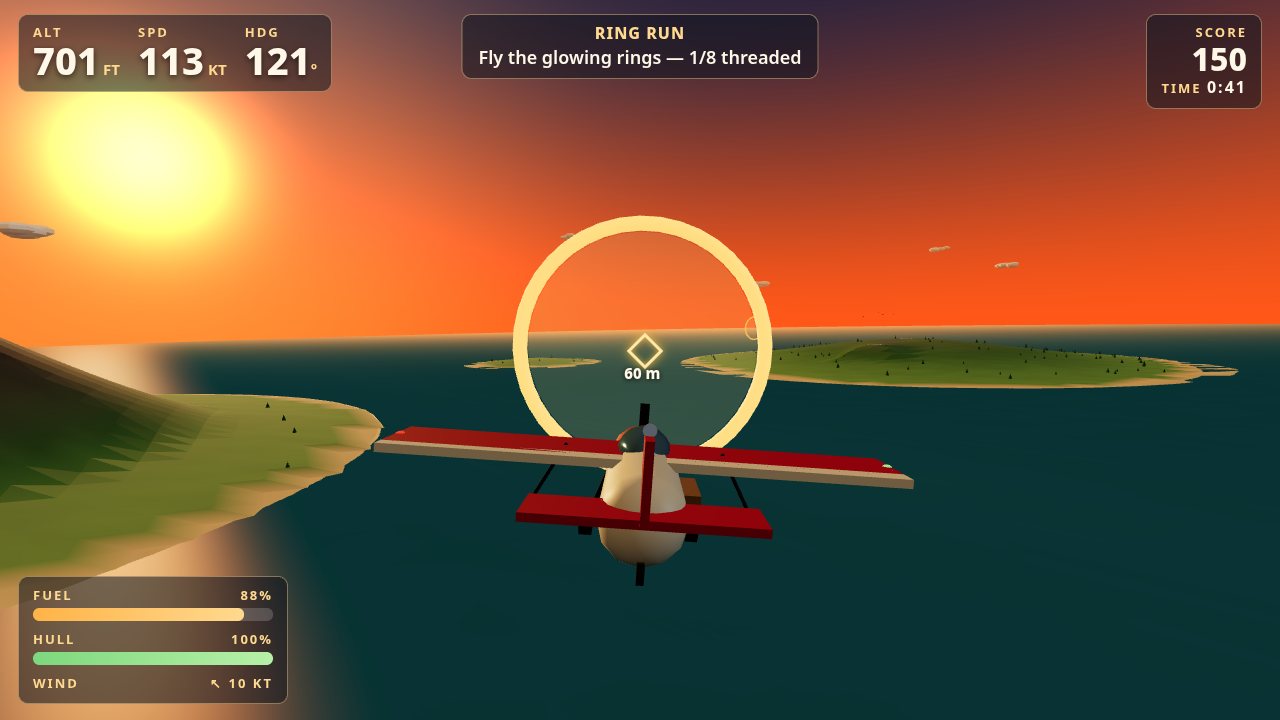 ALT SPD HDG
701 FT 113 KT 121°
RING RUN
Fly the glowing rings — 1/8 threaded
SCORE
150
TIME 0:41
60 m
FUEL 88%
HULL 100%
WIND ↖ 10 KT